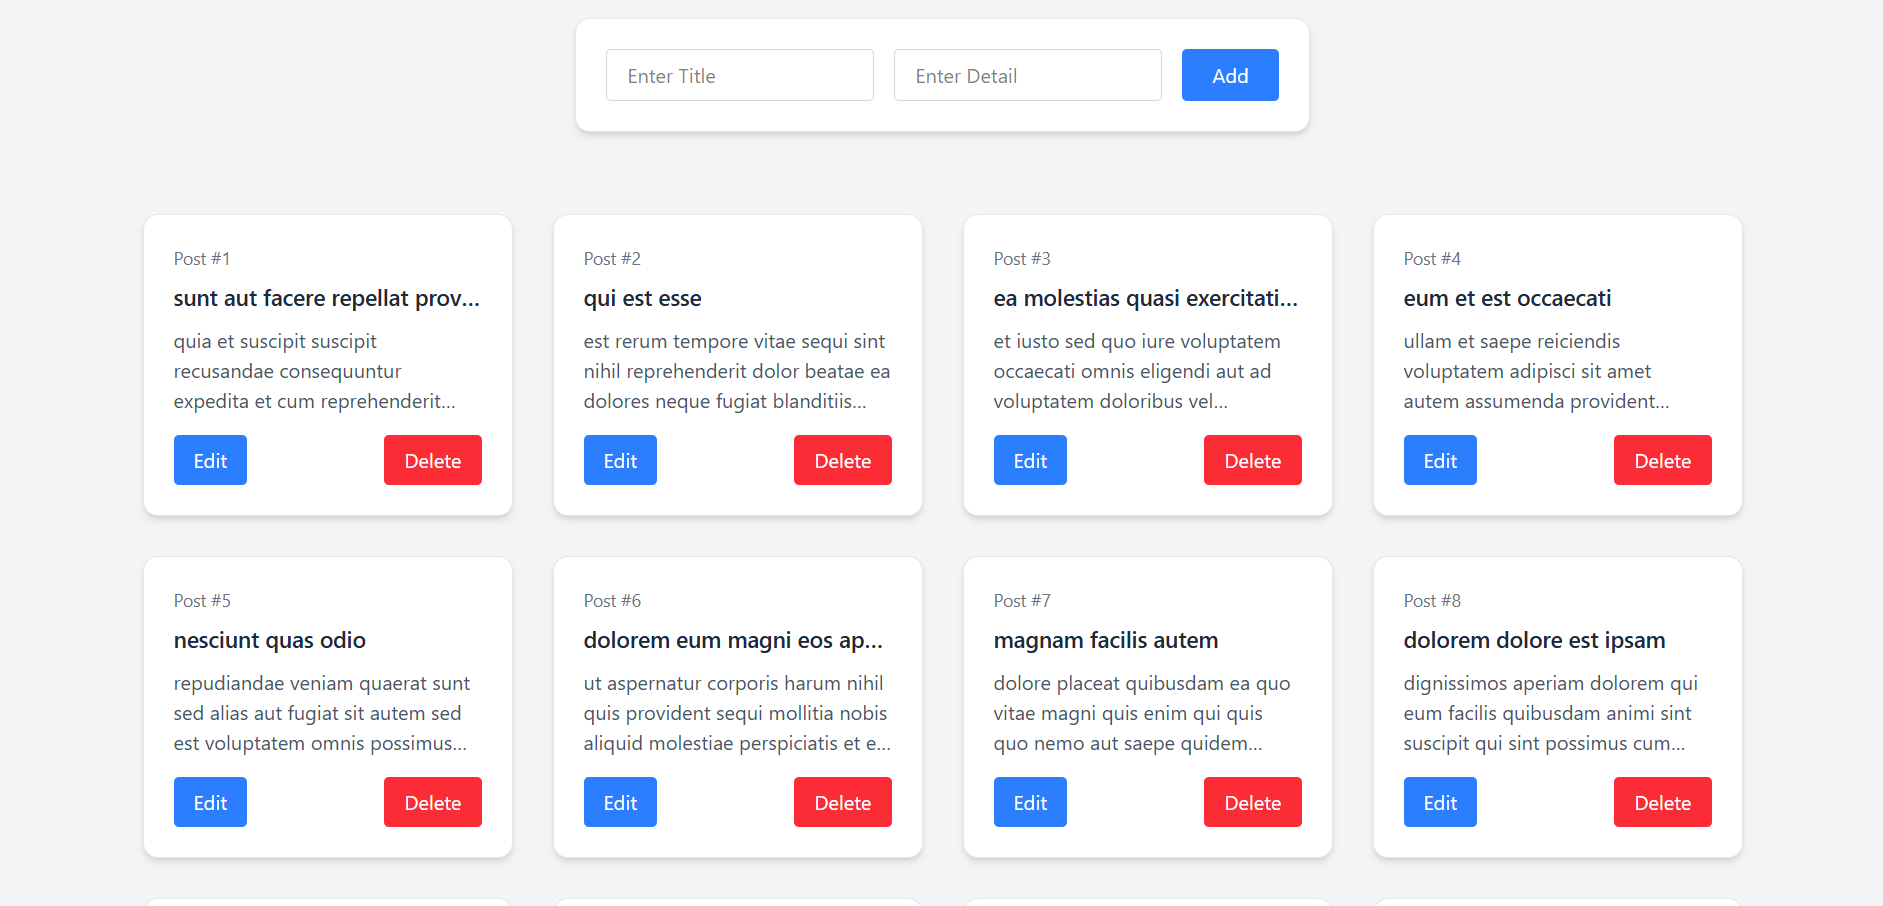 Enter Title
Enter Detail
Add
Post #1
sunt aut facere repellat prov...
quia et suscipit suscipit
recusandae consequuntur
expedita et cum reprehenderit...
Edit
Delete
Post #2
qui est esse
est rerum tempore vitae sequi sint
nihil reprehenderit dolor beatae ea
dolores neque fugiat blanditiis...
Edit
Delete
Post #3
ea molestias quasi exercitati...
et iusto sed quo iure voluptatem
occaecati omnis eligendi aut ad
voluptatem doloribus vel...
Edit
Delete
Post #4
eum et est occaecati
ullam et saepe reiciendis
voluptatem adipisci sit amet
autem assumenda provident...
Edit
Delete
Post #5
nesciunt quas odio
repudiandae veniam quaerat sunt
sed alias aut fugiat sit autem sed
est voluptatem omnis possimus...
Edit
Delete
Post #6
dolorem eum magni eos ap...
ut aspernatur corporis harum nihil
quis provident sequi mollitia nobis
aliquid molestiae perspiciatis et e...
Edit
Delete
Post #7
magnam facilis autem
dolore placeat quibusdam ea quo
vitae magni quis enim qui quis
quo nemo aut saepe quidem...
Edit
Delete
Post #8
dolorem dolore est ipsam
dignissimos aperiam dolorem qui
eum facilis quibusdam animi sint
suscipit qui sint possimus cum...
Edit
Delete